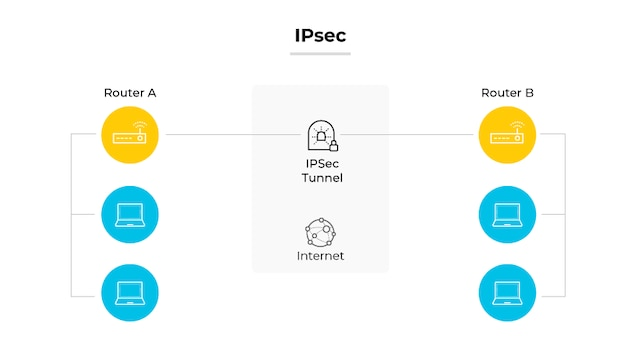 IPsec
Router A
Router B
IPSec
Tunnel
Internet